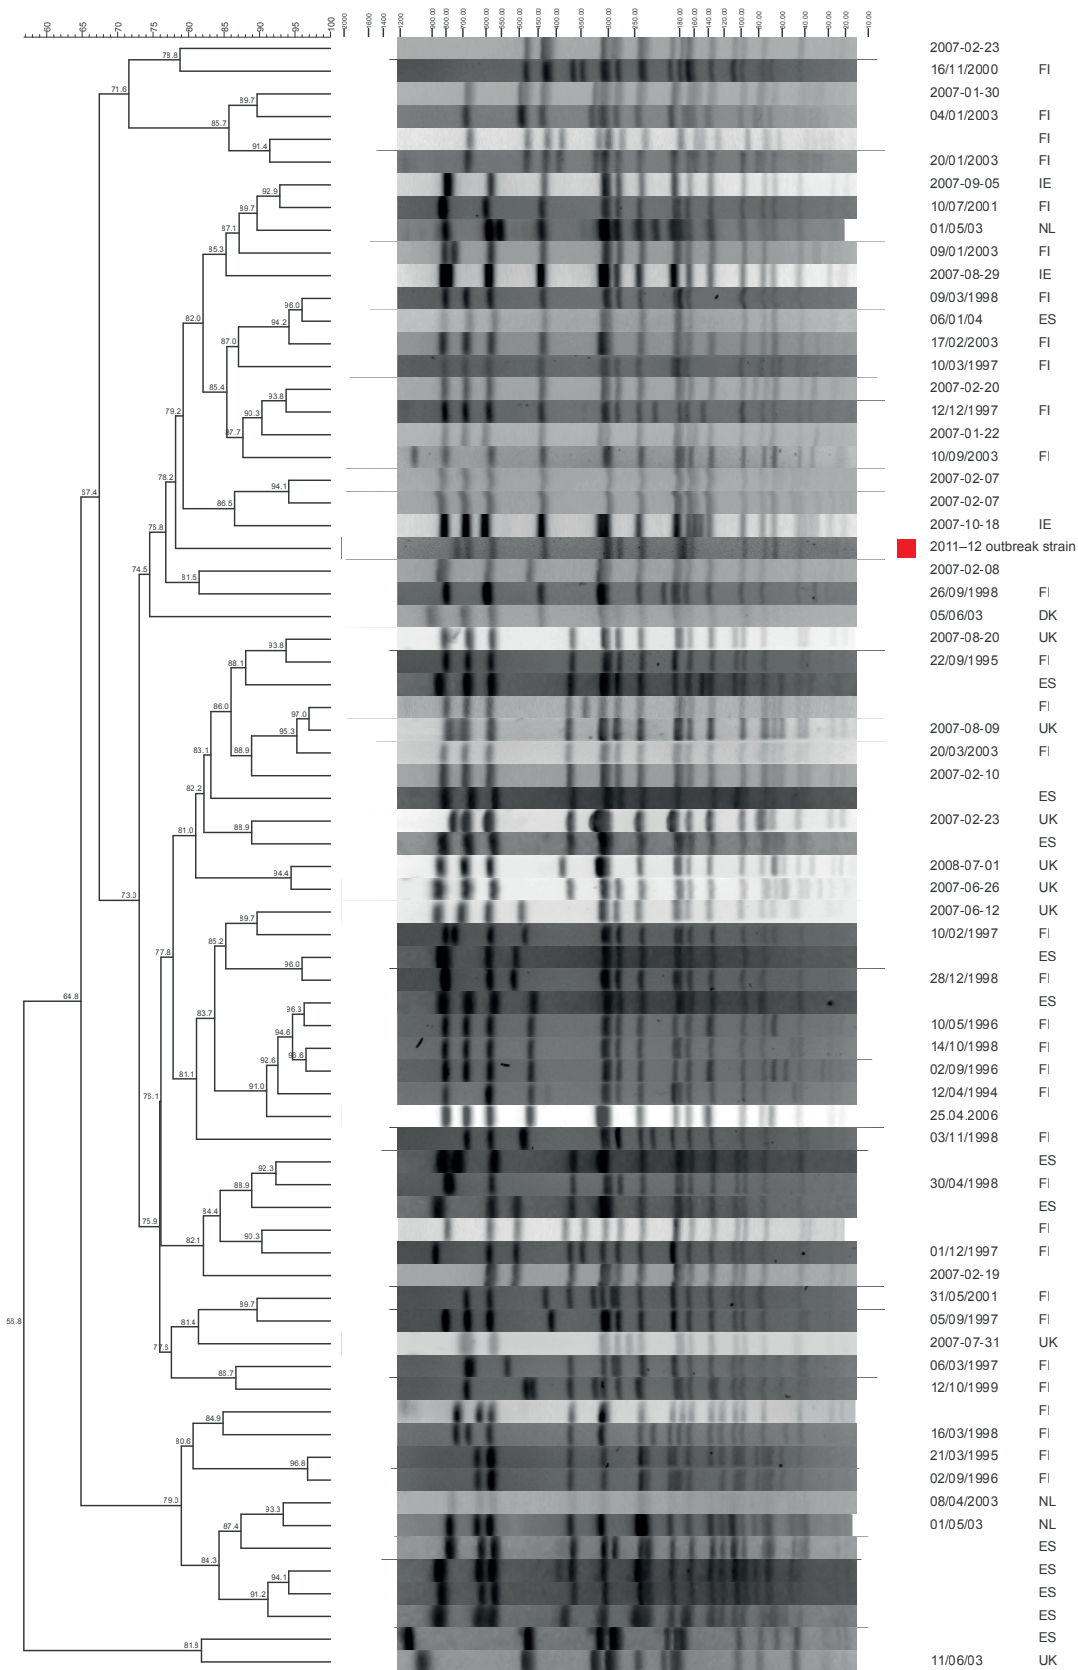 60
65
70
75
80
85
90
95
100
2007-02-23
78.8
16/11/2000 FI
71.6
2007-01-30
89.7
04/01/2003 FI
85.7
FI
91.4
20/01/2003 FI
2007-09-05 IE
92.9
10/07/2001 FI
89.7
01/05/03 NL
87.1
09/01/2003 FI
85.3
2007-08-29 IE
09/03/1998 FI
96.0
06/01/04 ES
82.0
94.2
17/02/2003 FI
87.0
10/03/1997 FI
85.4
2007-02-20
93.8
12/12/1997 FI
79.2
90.3
2007-01-22
87.7
10/09/2003 FI
2007-02-07
78.2
94.1
67.4
2007-02-07
86.5
2007-10-18 IE
76.8
2011–12 outbreak strain
74.5
2007-02-08
81.5
26/09/1998 FI
05/06/03 DK
2007-08-20 UK
93.8
22/09/1995 FI
88.1
ES
86.0
FI
97.0
2007-08-09 UK
95.3
20/03/2003 FI
83.1
88.9
2007-02-10
82.2
ES
2007-02-23 UK
88.9
81.0
ES
2008-07-01 UK
94.4
2007-06-26 UK
73.0
2007-06-12 UK
89.7
10/02/1997 FI
85.2
ES
77.8
96.0
28/12/1998 FI
64.8
ES
96.3
83.7
10/05/1996 FI
94.6
14/10/1998 FI
96.6
92.6
02/09/1996 FI
81.1
91.0
12/04/1994 FI
76.1
25.04.2006
03/11/1998 FI
ES
92.3
30/04/1998 FI
88.9
ES
84.4
75.9
FI
90.3
82.1
01/12/1997 FI
2007-02-19
31/05/2001 FI
89.7
05/09/1997 FI
81.4
2007-07-31 UK
77.6
06/03/1997 FI
86.7
12/10/1999 FI
FI
84.9
16/03/1998 FI
80.6
21/03/1995 FI
96.8
02/09/1996 FI
79.0
08/04/2003 NL
93.3
01/05/03 NL
87.4
ES
84.3
ES
94.1
ES
91.2
ES
ES
81.8
11/06/03 UK